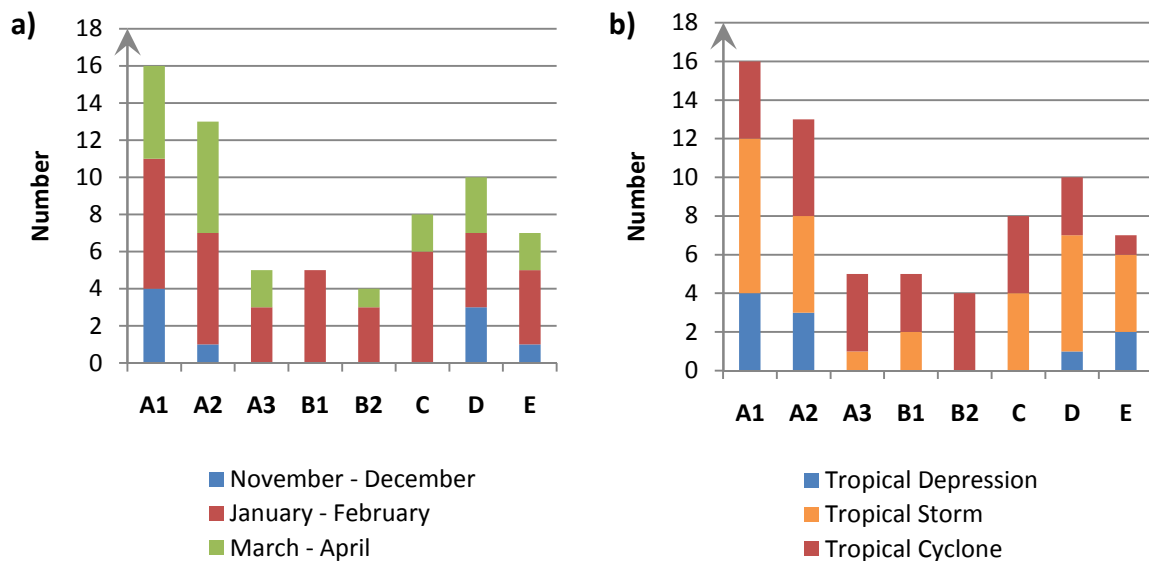 a)
Number
18
16
14
12
10
8
6
4
2
0
A1 A2 A3 B1 B2 C D E
November - December
January - February
March - April
b)
Number
18
16
14
12
10
8
6
4
2
0
A1 A2 A3 B1 B2 C D E
Tropical Depression
Tropical Storm
Tropical Cyclone